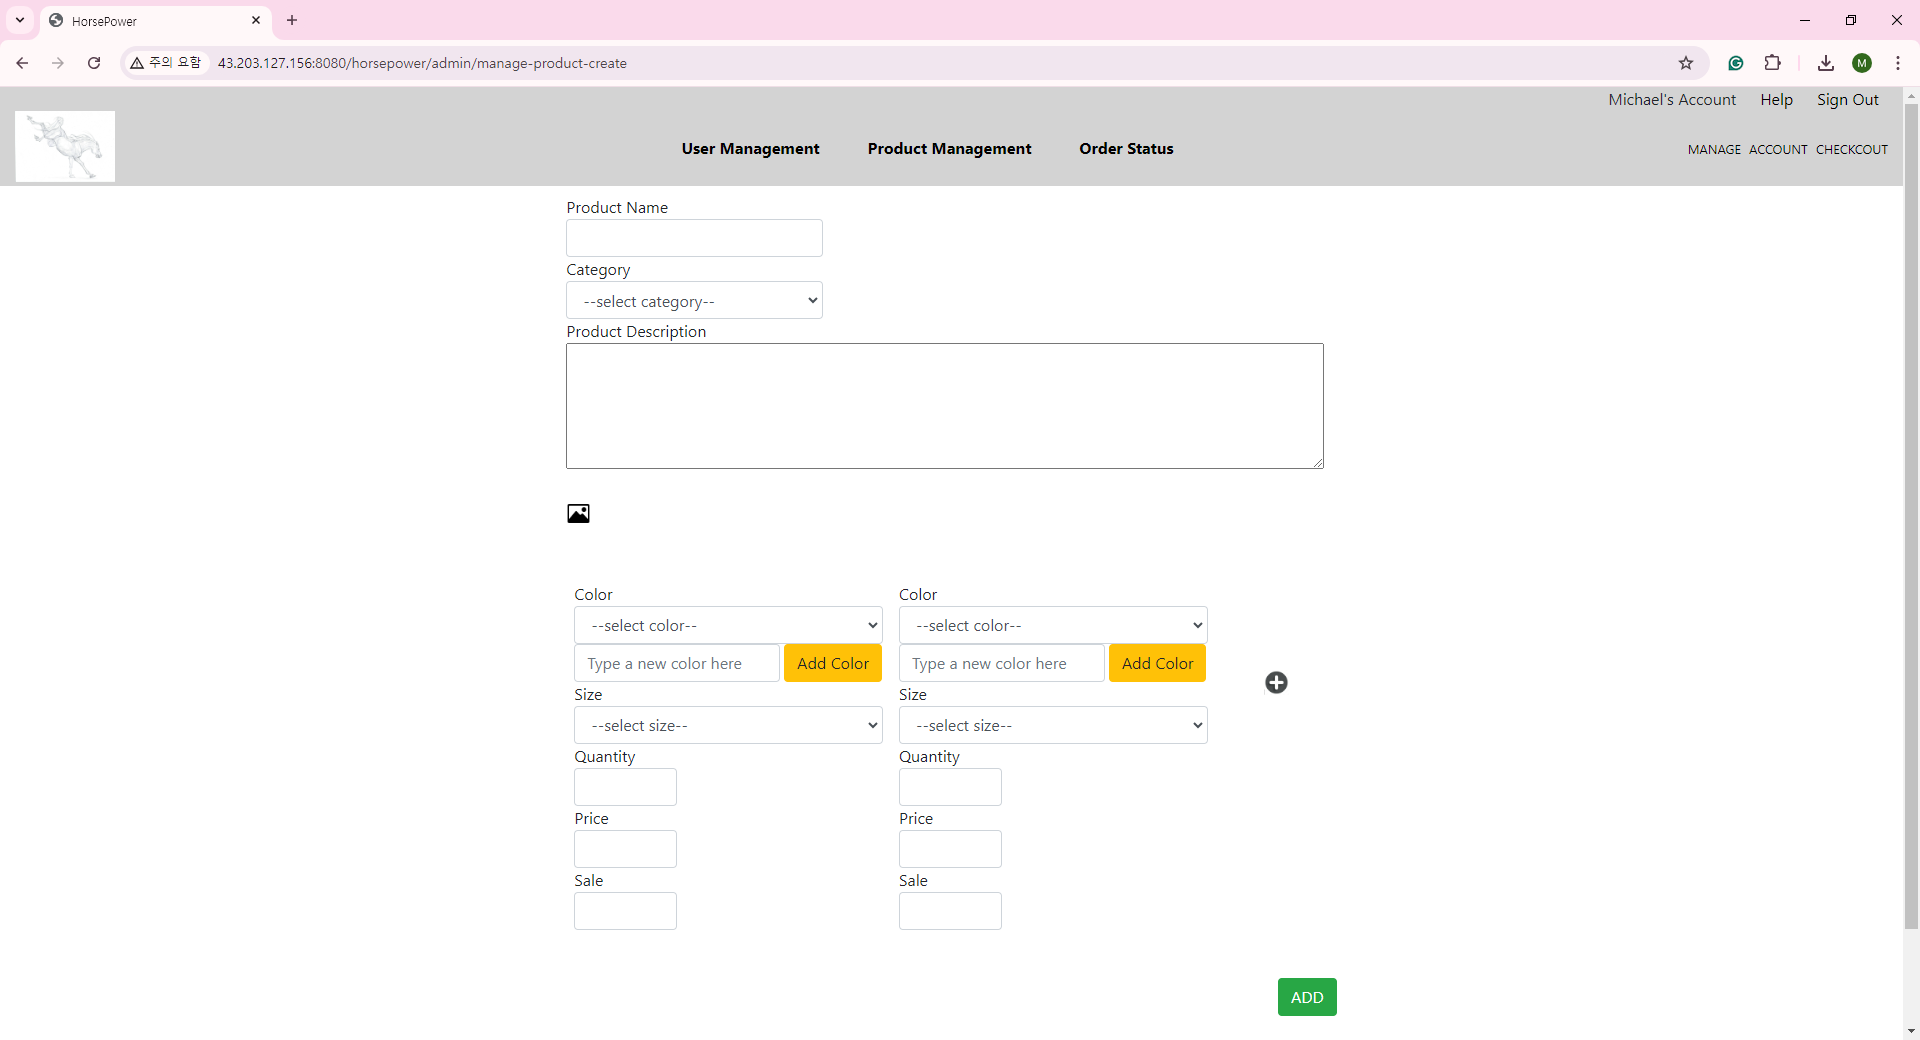 HorsePower
주의 요함
43.203.127.156:8080/horsepower/admin/manage-product-create
M
Michael's Account Help Sign Out
User Management Product Management Order Status
MANAGE ACCOUNT CHECKCOUT
Product Name
Category
--select category--
Product Description
Color Color
--select color-- --select color--
Type a new color here Add Color Type a new color here Add Color
Size Size
--select size-- --select size--
Quantity Quantity
Price Price
Sale Sale
ADD